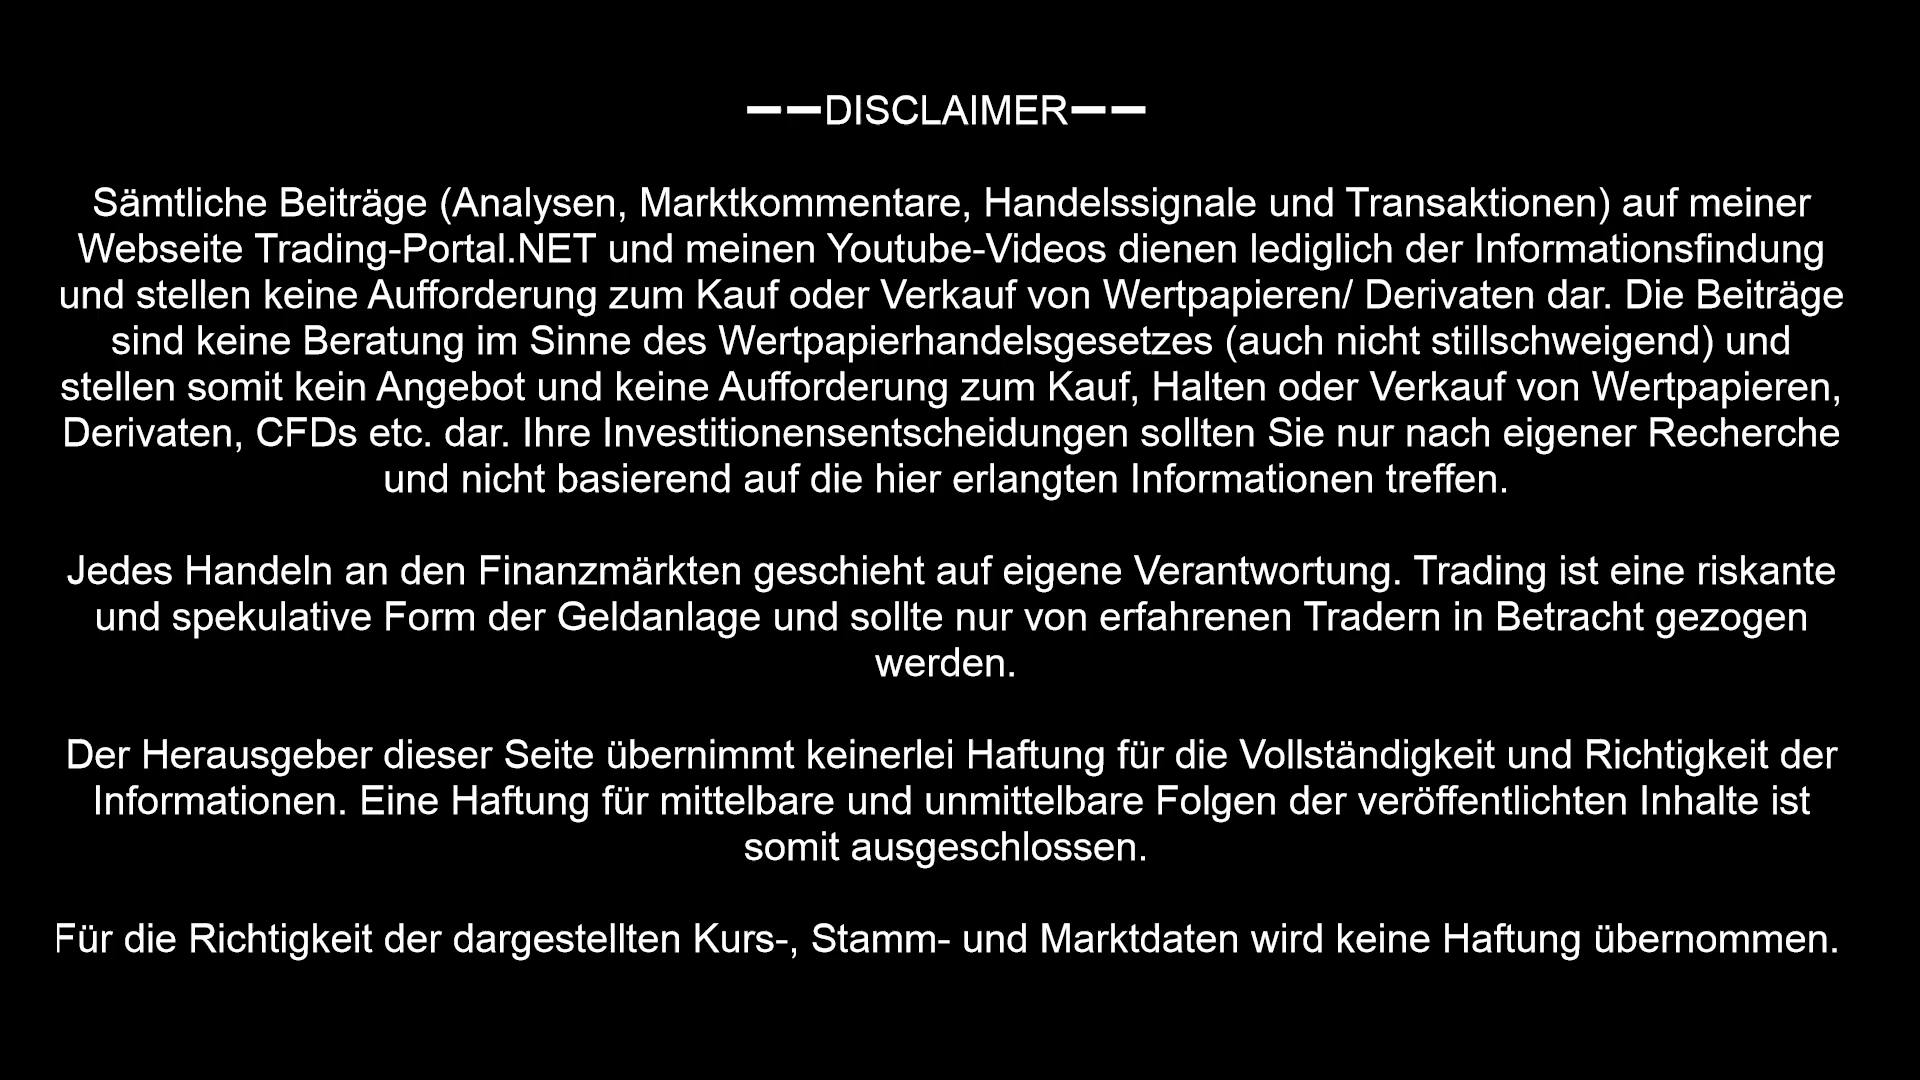 ——DISCLAIMER——
Sämtliche Beiträge (Analysen, Marktkommentare, Handelssignale und Transaktionen) auf meiner
Webseite Trading-Portal.NET und meinen Youtube-Videos dienen lediglich der Informationsfindung
und stellen keine Aufforderung zum Kauf oder Verkauf von Wertpapieren/ Derivaten dar. Die Beiträge
sind keine Beratung im Sinne des Wertpapierhandelsgesetzes (auch nicht stillschweigend) und
stellen somit kein Angebot und keine Aufforderung zum Kauf, Halten oder Verkauf von Wertpapieren,
Derivaten, CFDs etc. dar. Ihre Investitionensentscheidungen sollten Sie nur nach eigener Recherche
und nicht basierend auf die hier erlangten Informationen treffen.
Jedes Handeln an den Finanzmärkten geschieht auf eigene Verantwortung. Trading ist eine riskante
und spekulative Form der Geldanlage und sollte nur von erfahrenen Tradern in Betracht gezogen
werden.
Der Herausgeber dieser Seite übernimmt keinerlei Haftung für die Vollständigkeit und Richtigkeit der
Informationen. Eine Haftung für mittelbare und unmittelbare Folgen der veröffentlichten Inhalte ist
somit ausgeschlossen.
Für die Richtigkeit der dargestellten Kurs-, Stamm- und Marktdaten wird keine Haftung übernommen.